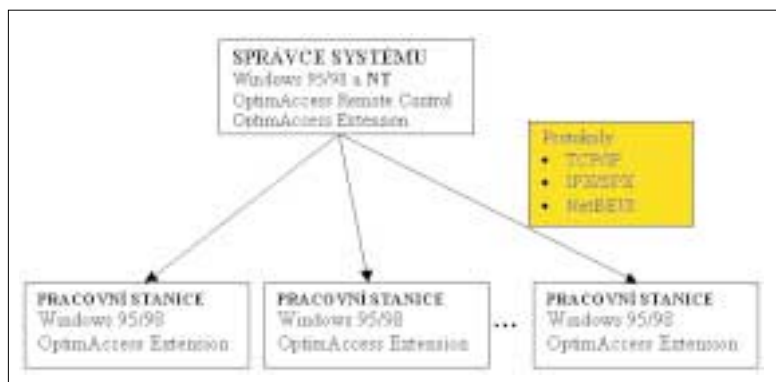 SPRÁVCE SYSTÉMU
Windows 95/98 a NT
OptimAccess Remote Control
OptimAccess Extension
Protokoly
• TCP/IP
• IPX/SPX
• NetBEUI
PRACOVNÍ STANICE
Windows 95/98
OptimAccess Extension
PRACOVNÍ STANICE
Windows 95/98
OptimAccess Extension
...
PRACOVNÍ STANICE
Windows 95/98
OptimAccess Extension